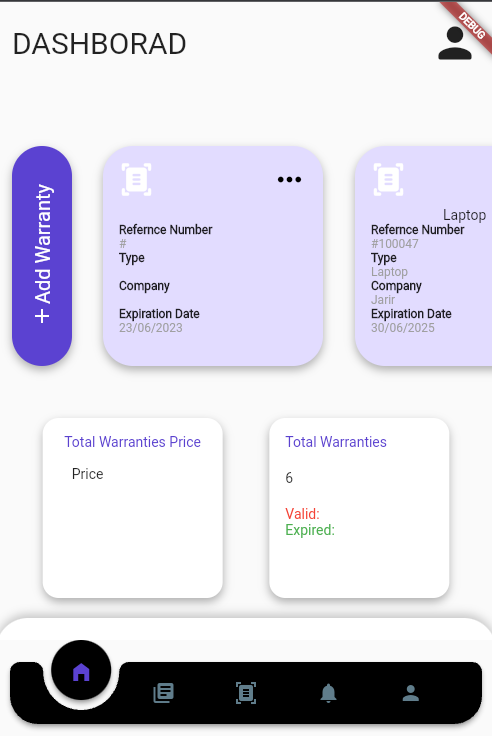 DEBUG
DASHBORAD
+ Add Warranty
Refernce Number
#
Type
Company
Expiration Date
23/06/2023
Laptop
Refernce Number
#100047
Type
Laptop
Company
Jarir
Expiration Date
30/06/2025
Total Warranties Price
Price
Total Warranties
6
Valid:
Expired: